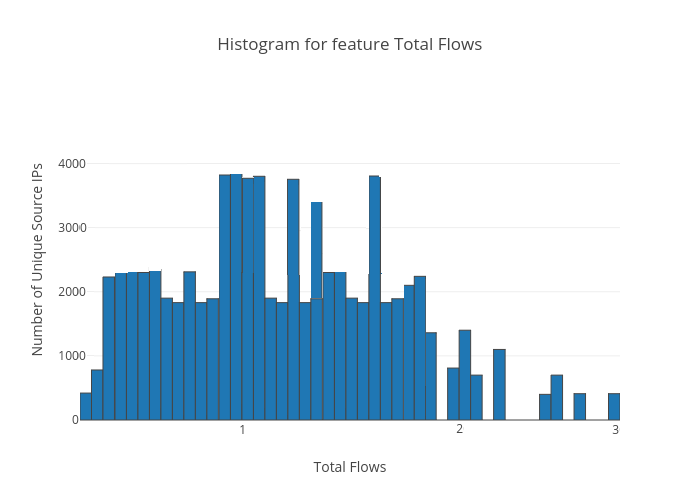 Histogram for feature Total Flows
Number of Unique Source IPs
4000
3000
2000
1000
0
1
2
3
Total Flows